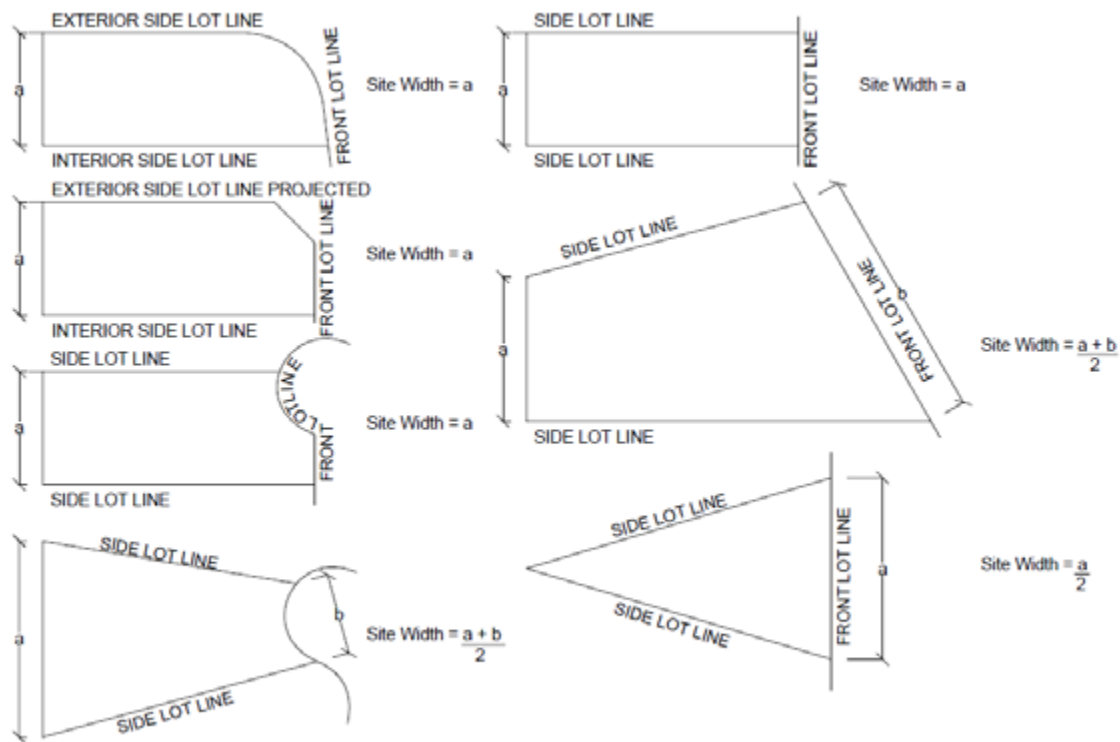 EXTERIOR SIDE LOT LINE
a
FRONT LOT LINE
Site Width = a
INTERIOR SIDE LOT LINE
SIDE LOT LINE
a
FRONT LOT LINE
Site Width = a
SIDE LOT LINE
EXTERIOR SIDE LOT LINE PROJECTED
a
FRONT LOT LINE
Site Width = a
INTERIOR SIDE LOT LINE
SIDE LOT LINE
a
b
FRONT LOT LINE
Site Width = a + b
2
SIDE LOT LINE
SIDE LOT LINE
a
LOTLINE
FRONT
Site Width = a
SIDE LOT LINE
SIDE LOT LINE
a
b
Site Width = a + b
2
SIDE LOT LINE
SIDE LOT LINE
FRONT LOT LINE
a
Site Width = a
2
SIDE LOT LINE